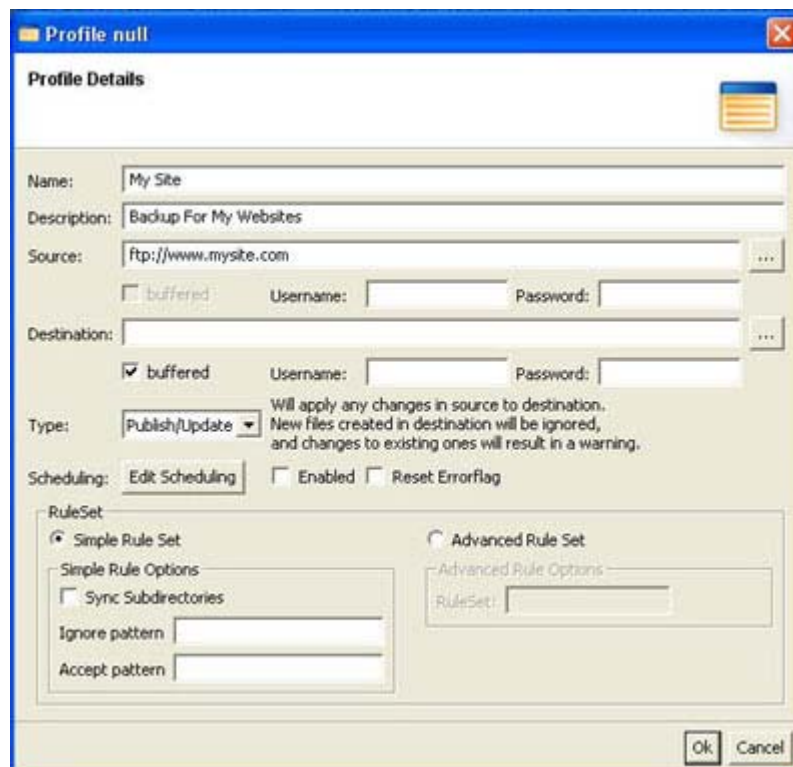 Profile null
Profile Details
Name: My Site
Description: Backup For My Websites
Source: ftp://www.mysite.com ...
buffered Username: Password:
Destination: ...
buffered Username: Password:
Type: Publish/Update Will apply any changes in source to destination.
New files created in destination will be ignored,
and changes to existing ones will result in a warning.
Scheduling: Edit Scheduling Enabled Reset Errorflag
RuleSet
Simple Rule Set Advanced Rule Set
Simple Rule Options Advanced Rule Options
Sync Subdirectories RuleSet:
Ignore pattern
Accept pattern
Ok Cancel